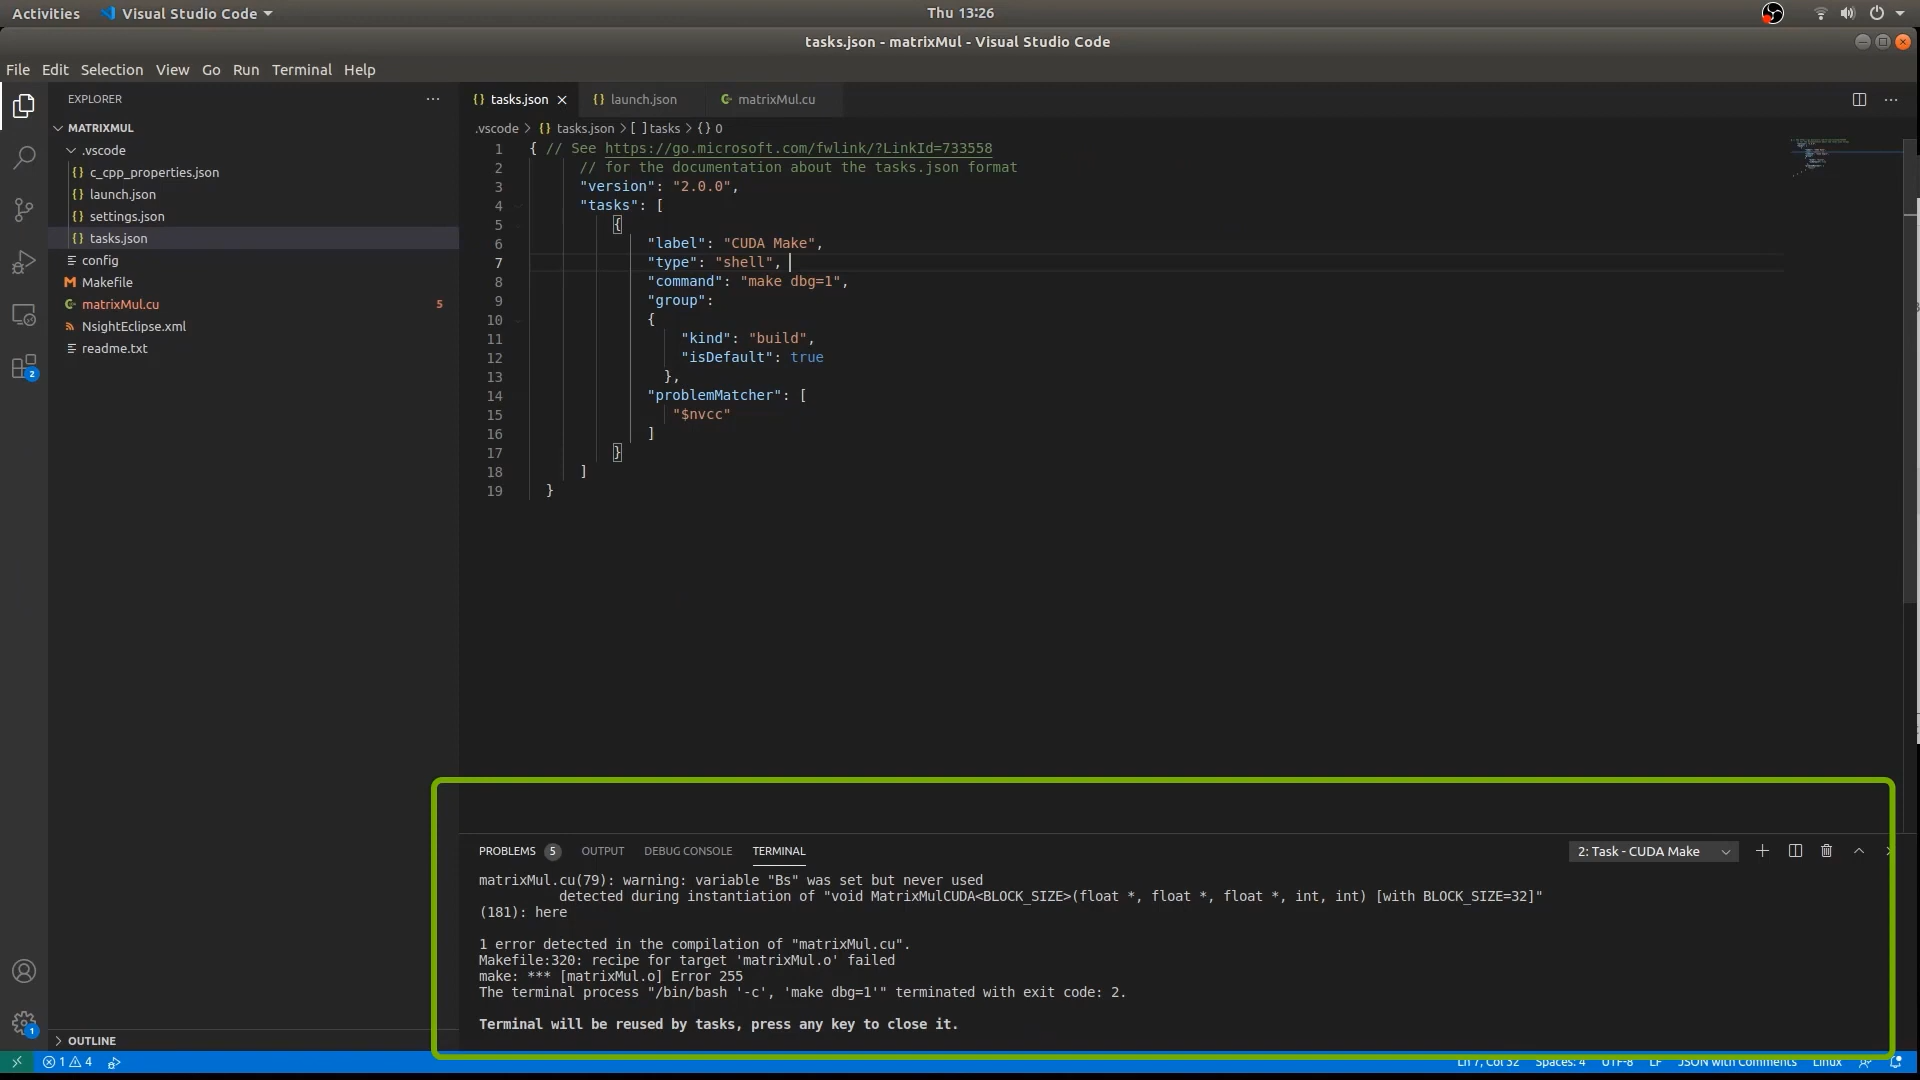 Activities Visual Studio Code Thu 13:26
tasks.json - matrixMul - Visual Studio Code
File Edit Selection View Go Run Terminal Help
EXPLORER
MATRIXMUL
.vscode
{} c_cpp_properties.json
{} launch.json
{} settings.json
{} tasks.json
config
Makefile
matrixMul.cu 5
NsightEclipse.xml
readme.txt
OUTLINE
2
1
{} tasks.json {} launch.json matrixMul.cu
.vscode > {} tasks.json > [ ] tasks > {} 0
1 { // See https://go.microsoft.com/fwlink/?LinkId=733558
2 // for the documentation about the tasks.json format
3 "version": "2.0.0",
4 "tasks": [
5 {
6 "label": "CUDA Make",
7 "type": "shell",
8 "command": "make dbg=1",
9 "group":
10 {
11 "kind": "build",
12 "isDefault": true
13 },
14 "problemMatcher": [
15 "$nvcc"
16 ]
17 }
18 ]
19 }
PROBLEMS 5 OUTPUT DEBUG CONSOLE TERMINAL 2: Task - CUDA Make
matrixMul.cu(79): warning: variable "Bs" was set but never used
detected during instantiation of "void MatrixMulCUDA<BLOCK_SIZE>(float *, float *, float *, int, int) [with BLOCK_SIZE=32]"
(181): here
1 error detected in the compilation of "matrixMul.cu".
Makefile:320: recipe for target 'matrixMul.o' failed
make: *** [matrixMul.o] Error 255
The terminal process "/bin/bash '-c', 'make dbg=1'" terminated with exit code: 2.
Terminal will be reused by tasks, press any key to close it.
1 4 Ln 7, Col 32 Spaces: 4 UTF-8 LF JSON with Comments Linux